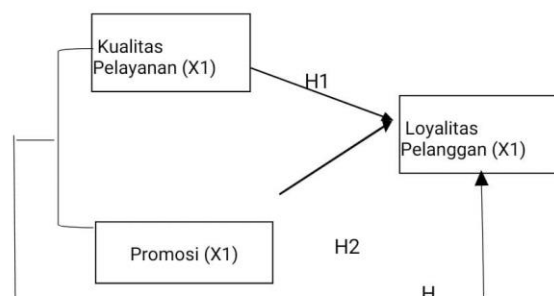 Kualitas
Pelayanan (X1)
H1
Loyalitas
Pelanggan (X1)
Promosi (X1)
H2
H